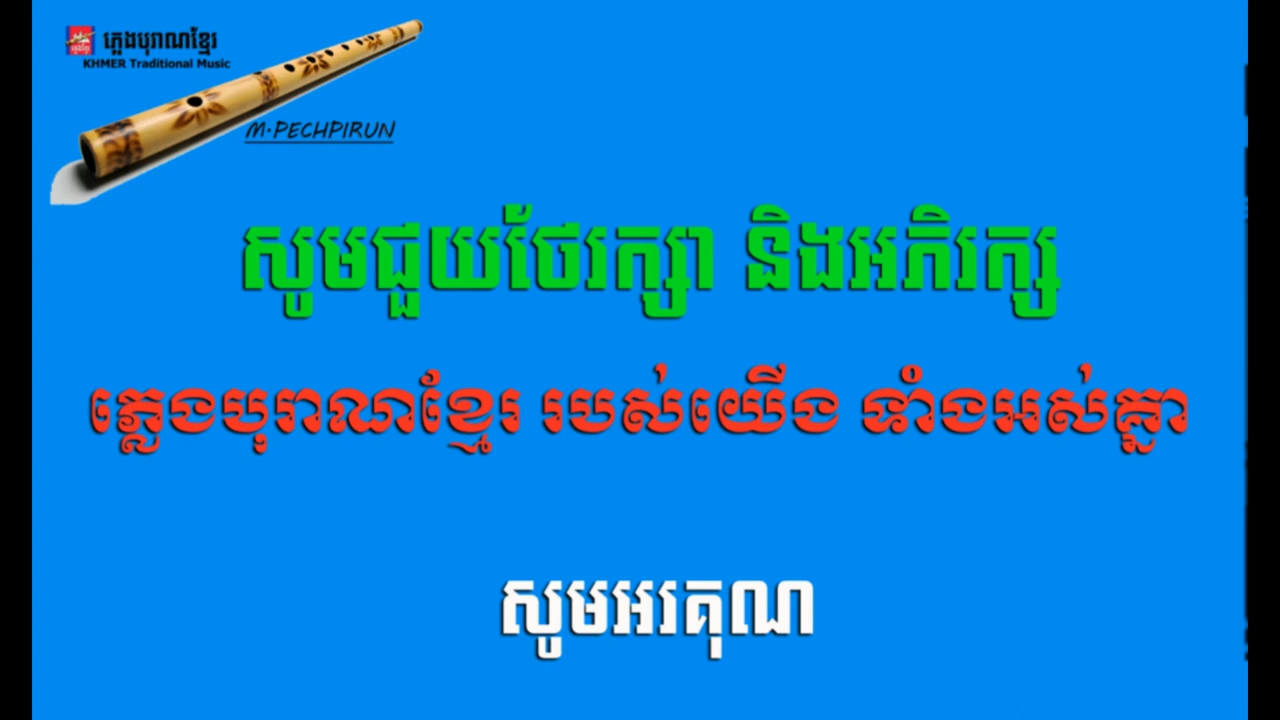 ភ្លេងបុរាណខ្មែរ
KHMER Traditional Music
M.PECHPIRUN
សូមជួយថែរក្សា និងអភិរក្ស
ភ្លេងបុរាណខ្មែរ របស់យើង ទាំងអស់គ្នា
សូមអរគុណ